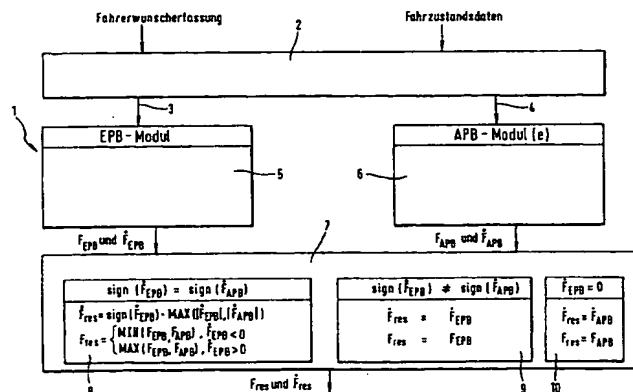 Fahrerwunscherfassung
Fahrzustandsdaten
2
3
4
1
EPB-Modul
APB-Modul(e)
5
6
F_EPB und Ḟ_EPB
F_APB und Ḟ_APB
7
sign (Ḟ_EPB) = sign (Ḟ_APB)
Ḟ_res = sign(Ḟ_EPB) · MAX(|Ḟ_EPB|,|Ḟ_APB|)
F_res = { MIN(F_EPB, F_APB) , Ḟ_EPB < 0
MAX(F_EPB, F_APB) , Ḟ_EPB > 0
8
sign (Ḟ_EPB) ≠ sign (Ḟ_APB)
Ḟ_res = Ḟ_EPB
F_res = F_EPB
9
Ḟ_EPB = 0
Ḟ_res = Ḟ_APB
F_res = F_APB
10
F_res und Ḟ_res